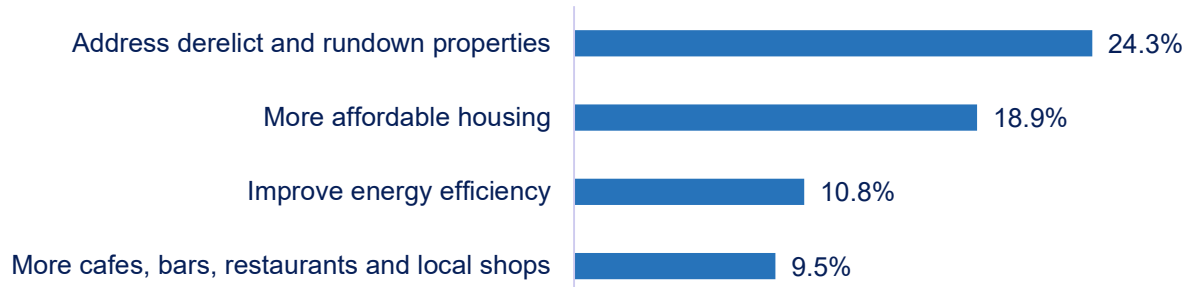 Address derelict and rundown properties 24.3%
More affordable housing 18.9%
Improve energy efficiency 10.8%
More cafes, bars, restaurants and local shops 9.5%